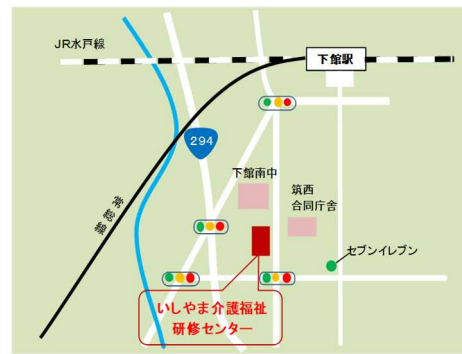 JR水戸線
下館駅
294
下館南中
筑西
合同庁舎
常総線
セブンイレブン
いしやま介護福祉
研修センター